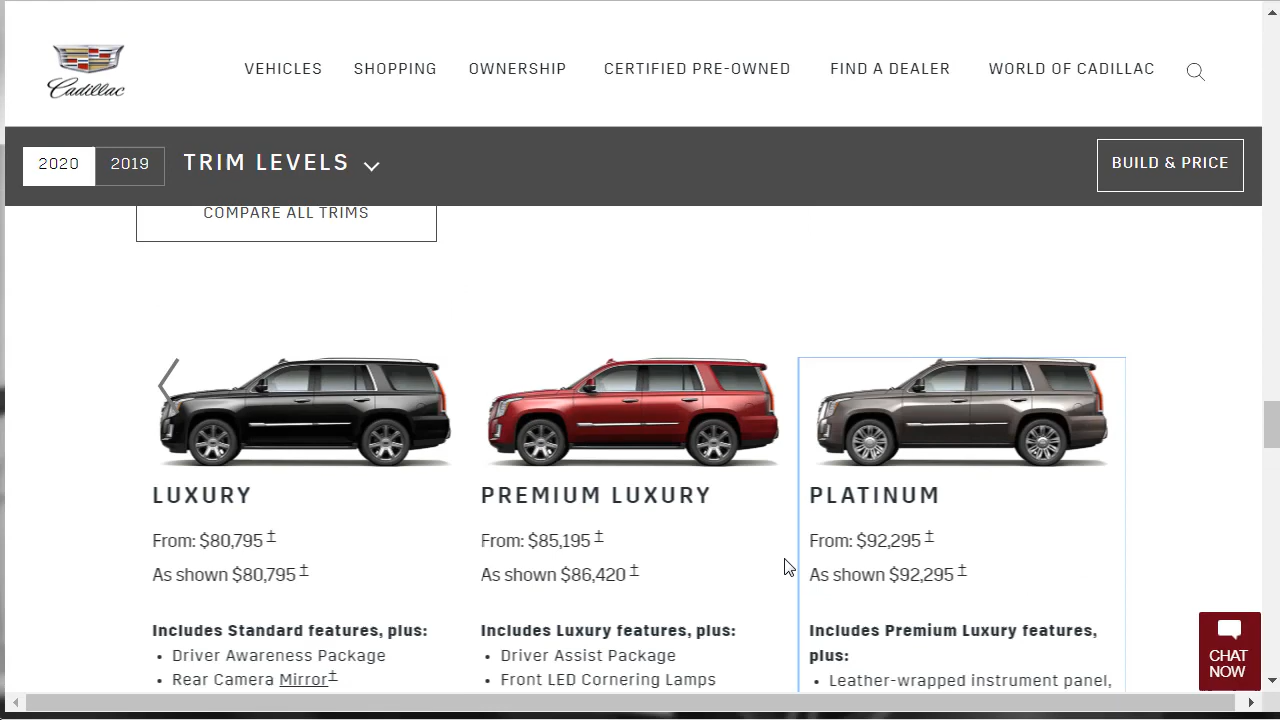 Cadillac
VEHICLES SHOPPING OWNERSHIP CERTIFIED PRE-OWNED FIND A DEALER WORLD OF CADILLAC
2020 2019 TRIM LEVELS BUILD & PRICE
COMPARE ALL TRIMS
LUXURY
From: $80,795 ±
As shown $80,795 ±
Includes Standard features, plus:
• Driver Awareness Package
• Rear Camera Mirror±
PREMIUM LUXURY
From: $85,195 ±
As shown $86,420 ±
Includes Luxury features, plus:
• Driver Assist Package
• Front LED Cornering Lamps
PLATINUM
From: $92,295 ±
As shown $92,295 ±
Includes Premium Luxury features,
plus:
• Leather-wrapped instrument panel,
CHAT
NOW